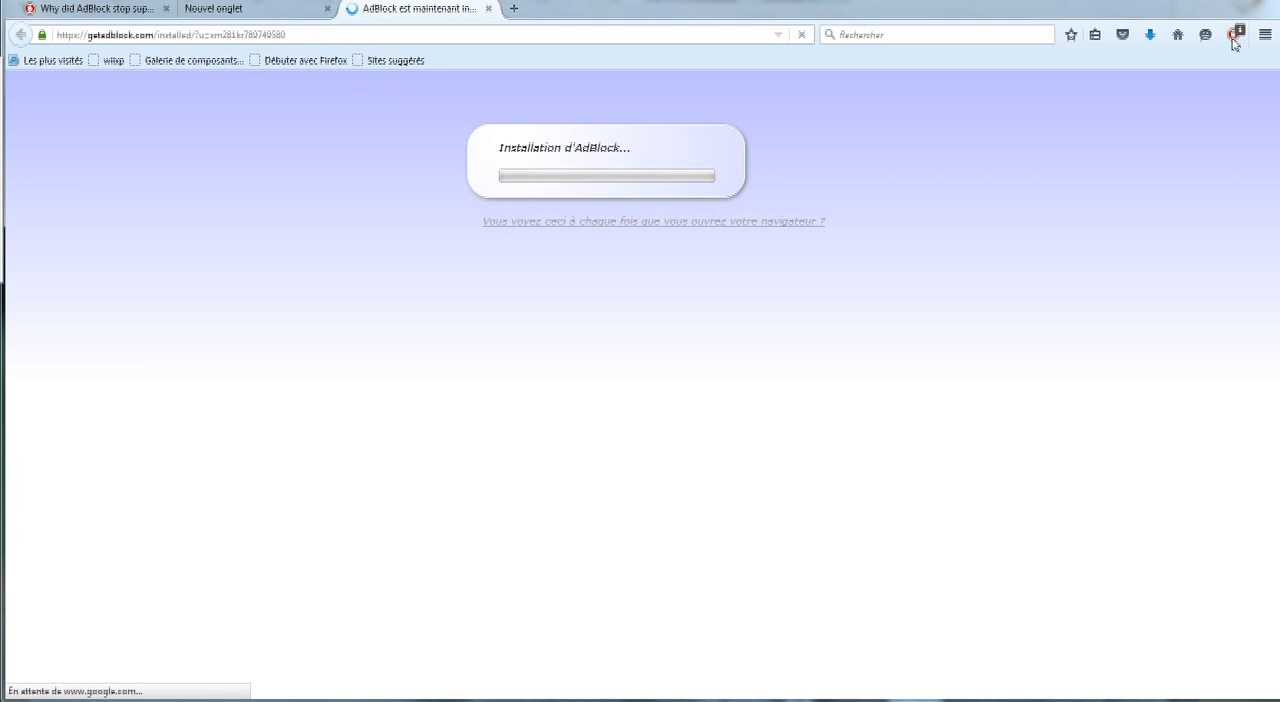 Why did AdBlock stop sup...
Nouvel onglet
AdBlock est maintenant in...
https://getadblock.com/installed/?u=xm281kr789749580
Rechercher
1
Les plus visités
wiixp
Galerie de composants...
Débuter avec Firefox
Sites suggérés
Installation d'AdBlock...
Vous voyez ceci à chaque fois que vous ouvrez votre navigateur ?
En attente de www.google.com...